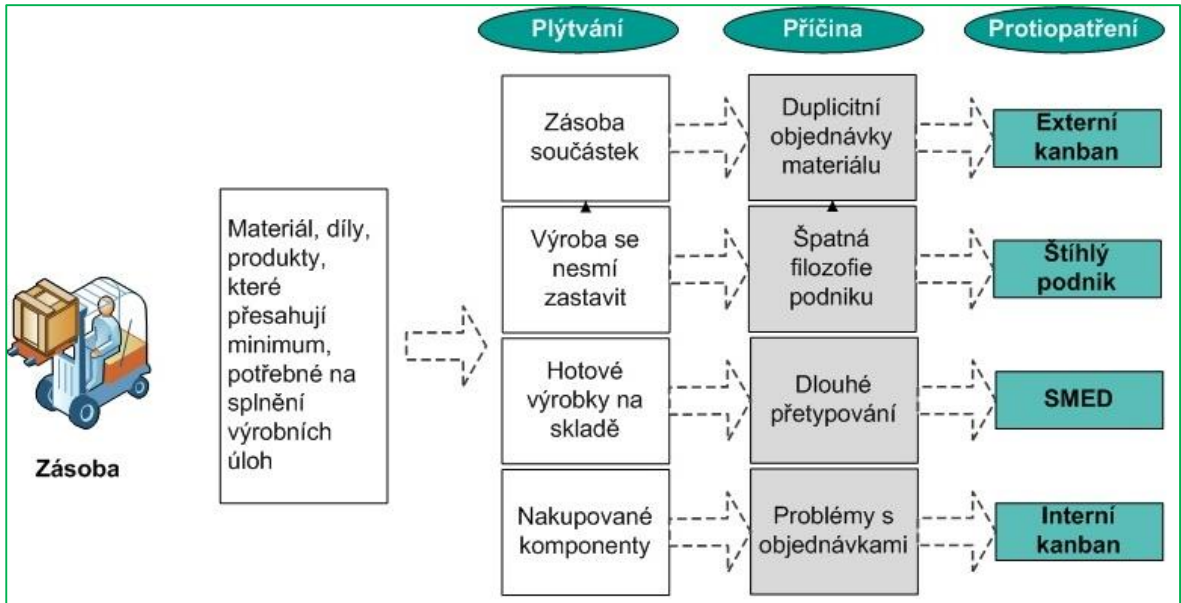 Plýtvání
Příčina
Protiopatření
Zásoba
součástek
Duplicitní
objednávky
materiálu
Externí
kanban
Materiál, díly,
produkty,
které
přesahují
minimum,
potřebné na
splnění
výrobních
úloh
Zásoba
Výroba se
nesmí
zastavit
Špatná
filozofie
podniku
Štíhlý
podnik
Hotové
výrobky na
skladě
Dlouhé
přetypování
SMED
Nakupované
komponenty
Problémy s
objednávkami
Interní
kanban